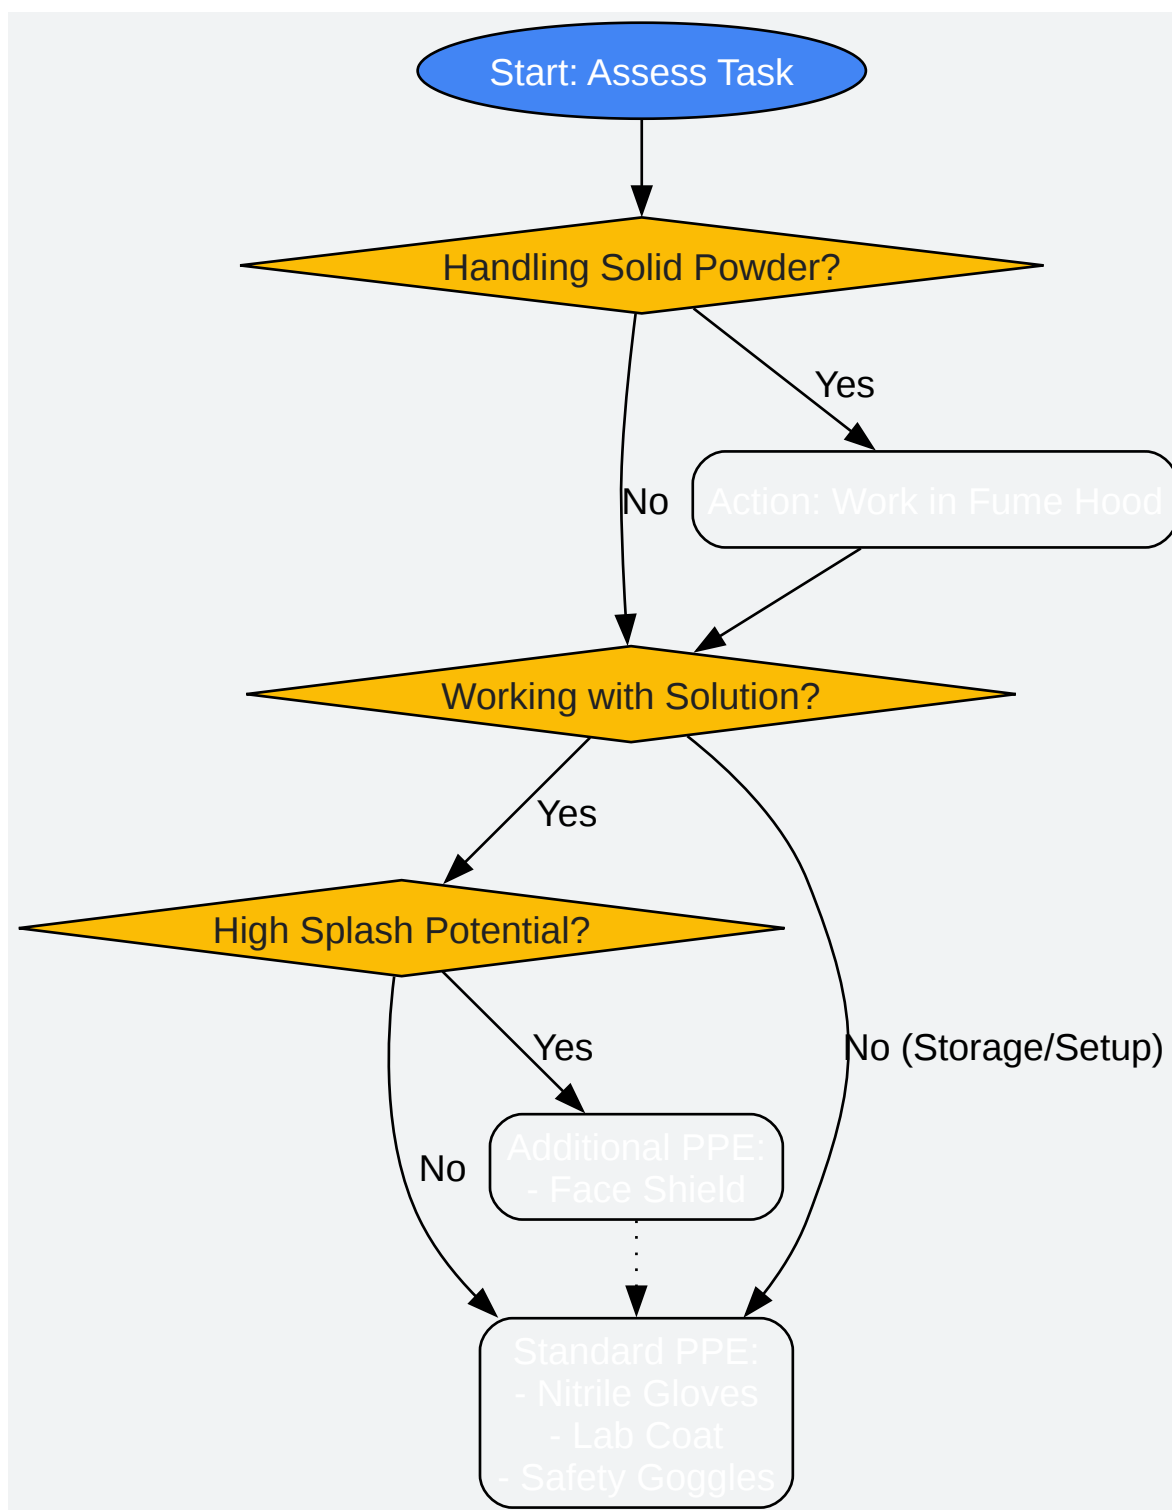 Start: Assess Task
Handling Solid Powder?
Yes
No
Action: Work in Fume Hood
Working with Solution?
Yes
High Splash Potential?
Yes
No (Storage/Setup)
No
Additional PPE:
- Face Shield
Standard PPE:
- Nitrile Gloves
- Lab Coat
- Safety Goggles